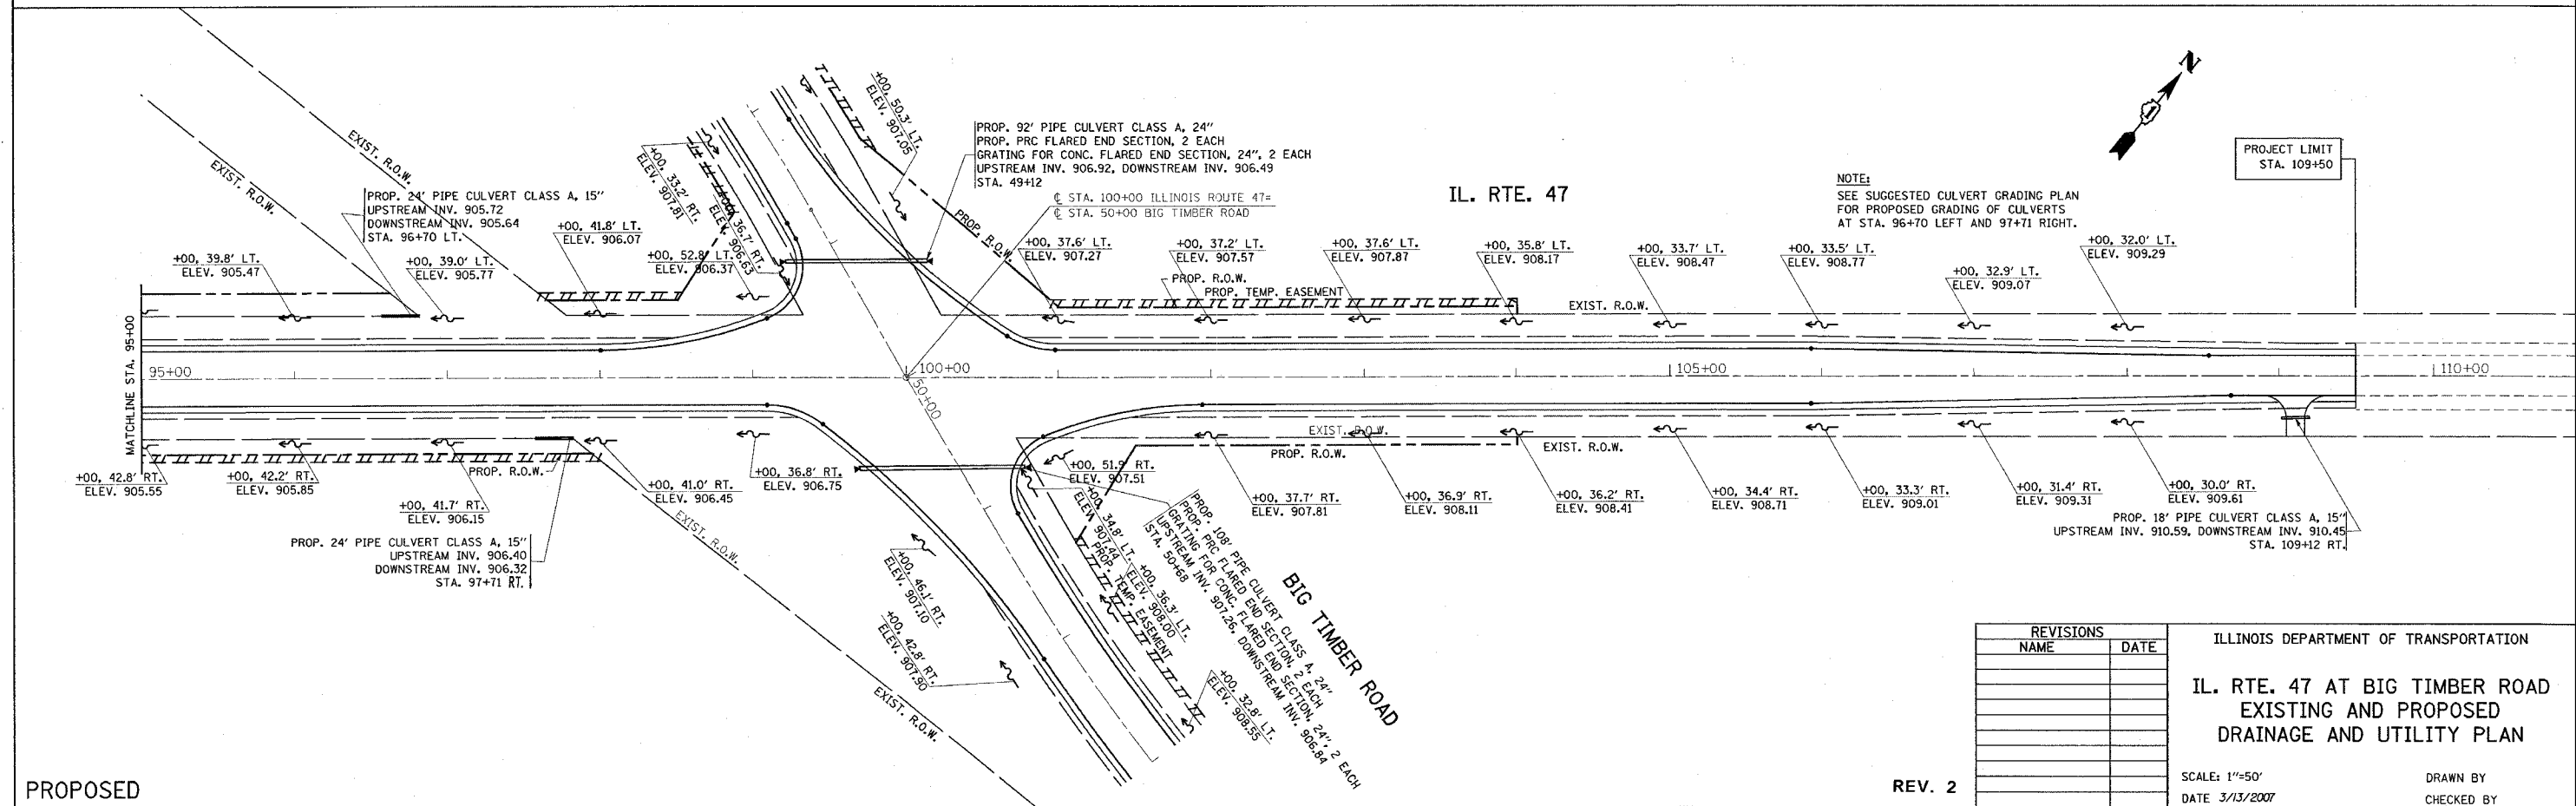 EXIST. R.O.W.
EXIST. R.O.W.
PROP. 24' PIPE CULVERT CLASS A, 15"
UPSTREAM INV. 905.72
DOWNSTREAM INV. 905.64
STA. 96+70 LT.
+00, 39.8' LT.
ELEV. 905.47
+00, 39.0' LT.
ELEV. 905.77
+00, 41.8' LT.
ELEV. 906.07
+00, 52.8' LT.
ELEV. 906.37
+00, 33.2' RT.
ELEV. 907.81
+00, 36.7' RT.
ELEV. 906.63
+00, 50.3' LT.
ELEV. 907.05
PROP. 92' PIPE CULVERT CLASS A, 24"
PROP. PRC FLARED END SECTION, 2 EACH
GRATING FOR CONC. FLARED END SECTION, 24", 2 EACH
UPSTREAM INV. 906.92, DOWNSTREAM INV. 906.49
STA. 49+12
℄ STA. 100+00 ILLINOIS ROUTE 47=
℄ STA. 50+00 BIG TIMBER ROAD
PROP. R.O.W.
IL. RTE. 47
N
PROJECT LIMIT
STA. 109+50
NOTE:
SEE SUGGESTED CULVERT GRADING PLAN
FOR PROPOSED GRADING OF CULVERTS
AT STA. 96+70 LEFT AND 97+71 RIGHT.
+00, 37.6' LT.
ELEV. 907.27
+00, 37.2' LT.
ELEV. 907.57
+00, 37.6' LT.
ELEV. 907.87
+00, 35.8' LT.
ELEV. 908.17
+00, 33.7' LT.
ELEV. 908.47
+00, 33.5' LT.
ELEV. 908.77
+00, 32.9' LT.
ELEV. 909.07
+00, 32.0' LT.
ELEV. 909.29
PROP. R.O.W.
PROP. TEMP. EASEMENT
EXIST. R.O.W.
MATCHLINE STA. 95+00
95+00
100+00
50+00
105+00
110+00
EXIST. R.O.W.
PROP. R.O.W.
EXIST. R.O.W.
PROP. R.O.W.
+00, 42.8' RT.
ELEV. 905.55
+00, 42.2' RT.
ELEV. 905.85
+00, 41.7' RT.
ELEV. 906.15
+00, 41.0' RT.
ELEV. 906.45
+00, 36.8' RT.
ELEV. 906.75
+00, 51.9' RT.
ELEV. 907.51
+00, 37.7' RT.
ELEV. 907.81
+00, 36.9' RT.
ELEV. 908.11
+00, 36.2' RT.
ELEV. 908.41
+00, 34.4' RT.
ELEV. 908.71
+00, 33.3' RT.
ELEV. 909.01
+00, 31.4' RT.
ELEV. 909.31
+00, 30.0' RT.
ELEV. 909.61
PROP. 24' PIPE CULVERT CLASS A, 15"
UPSTREAM INV. 906.40
DOWNSTREAM INV. 906.32
STA. 97+71 RT.
EXIST. R.O.W.
EXIST. R.O.W.
+00, 46.1' RT.
ELEV. 907.10
+00, 42.8' RT.
ELEV. 907.90
+00, 34.8' LT.
ELEV. 907.44
+00, 36.3' LT.
ELEV. 908.00
PROP. TEMP. EASEMENT
+00, 32.8' LT.
ELEV. 908.55
PROP. 108' PIPE CULVERT CLASS A, 24"
PROP. PRC FLARED END SECTION, 2 EACH
GRATING FOR CONC. FLARED END SECTION, 24", 2 EACH
UPSTREAM INV. 907.26, DOWNSTREAM INV. 906.84
STA. 50+68
BIG TIMBER ROAD
PROP. 18' PIPE CULVERT CLASS A, 15"
UPSTREAM INV. 910.59, DOWNSTREAM INV. 910.45
STA. 109+12 RT.
PROPOSED
REV. 2
REVISIONS
NAME DATE
ILLINOIS DEPARTMENT OF TRANSPORTATION
IL. RTE. 47 AT BIG TIMBER ROAD
EXISTING AND PROPOSED
DRAINAGE AND UTILITY PLAN
SCALE: 1"=50'
DRAWN BY
DATE 3/13/2007
CHECKED BY